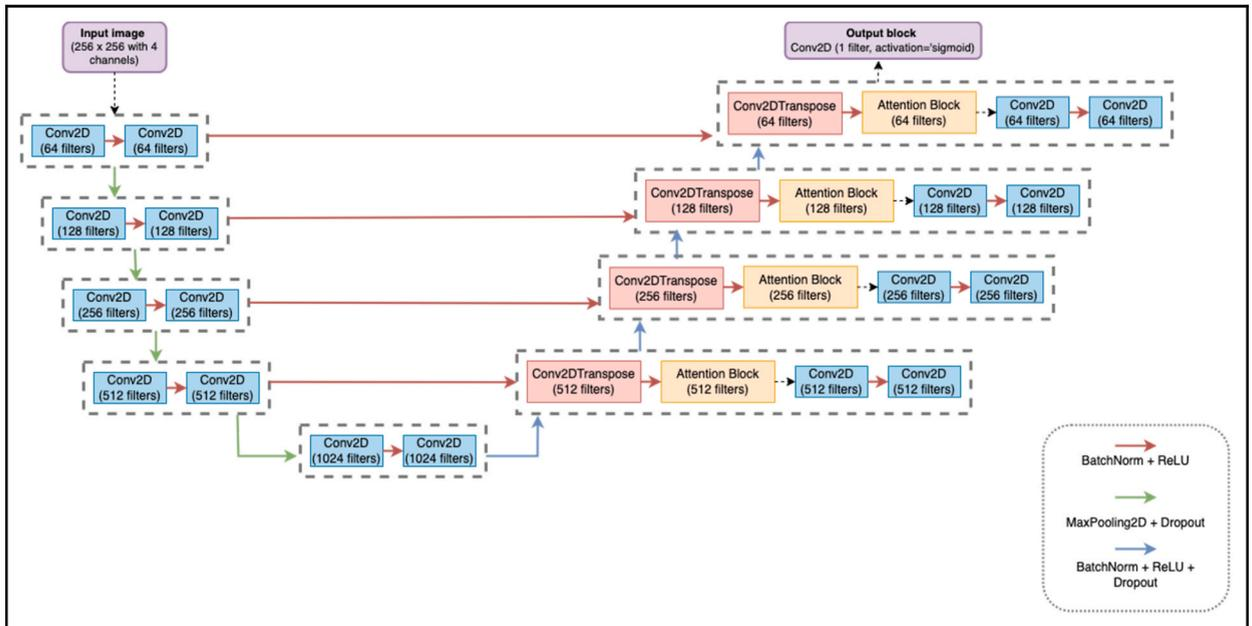 Input image
(256 x 256 with 4
channels)
Output block
Conv2D (1 filter, activation='sigmoid)
Conv2D
(64 filters)
Conv2D
(64 filters)
Conv2DTranspose
(64 filters)
Attention Block
(64 filters)
Conv2D
(64 filters)
Conv2D
(64 filters)
Conv2D
(128 filters)
Conv2D
(128 filters)
Conv2DTranspose
(128 filters)
Attention Block
(128 filters)
Conv2D
(128 filters)
Conv2D
(128 filters)
Conv2D
(256 filters)
Conv2D
(256 filters)
Conv2DTranspose
(256 filters)
Attention Block
(256 filters)
Conv2D
(256 filters)
Conv2D
(256 filters)
Conv2D
(512 filters)
Conv2D
(512 filters)
Conv2DTranspose
(512 filters)
Attention Block
(512 filters)
Conv2D
(512 filters)
Conv2D
(512 filters)
Conv2D
(1024 filters)
Conv2D
(1024 filters)
BatchNorm + ReLU
MaxPooling2D + Dropout
BatchNorm + ReLU +
Dropout